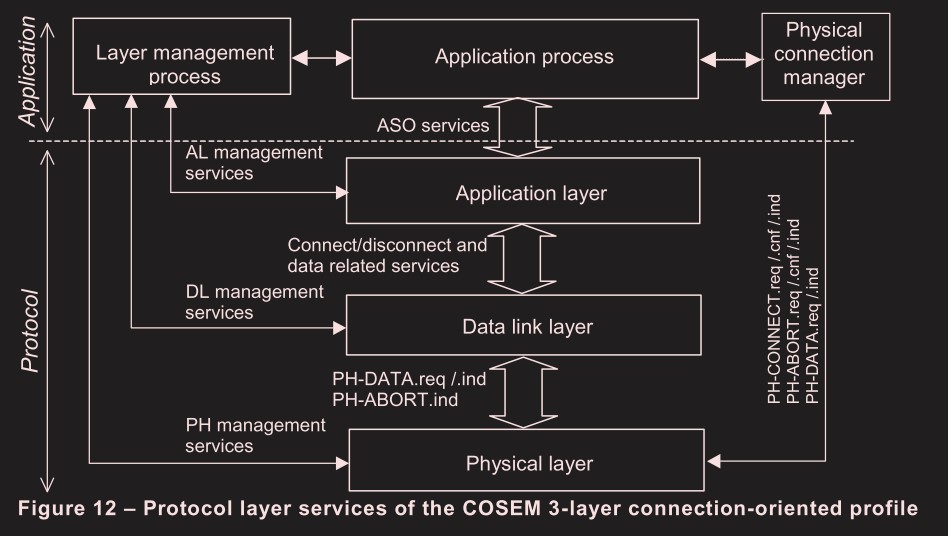 Application
Layer management
process
Application process
Physical
connection
manager
ASO services
AL management
services
Application layer
Connect/disconnect and
data related services
DL management
services
Data link layer
Protocol
PH-DATA.req /.ind
PH-ABORT.ind
PH management
services
Physical layer
PH-CONNECT.req /.cnf /.ind
PH-ABORT.req /.cnf /.ind
PH-DATA.req /.ind
Figure 12 – Protocol layer services of the COSEM 3-layer connection-oriented profile